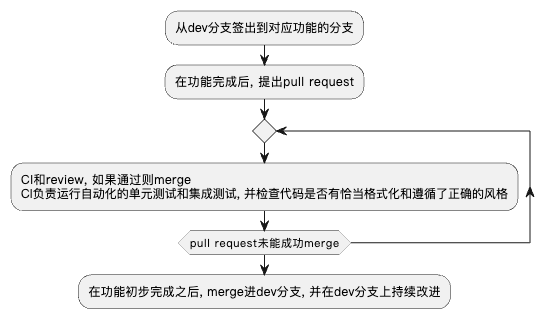 从dev分支签出到对应功能的分支
在功能完成后, 提出pull request
CI和review, 如果通过则merge
CI负责运行自动化的单元测试和集成测试, 并检查代码是否有恰当格式化和遵循了正确的风格
pull request未能成功merge
在功能初步完成之后, merge进dev分支, 并在dev分支上持续改进